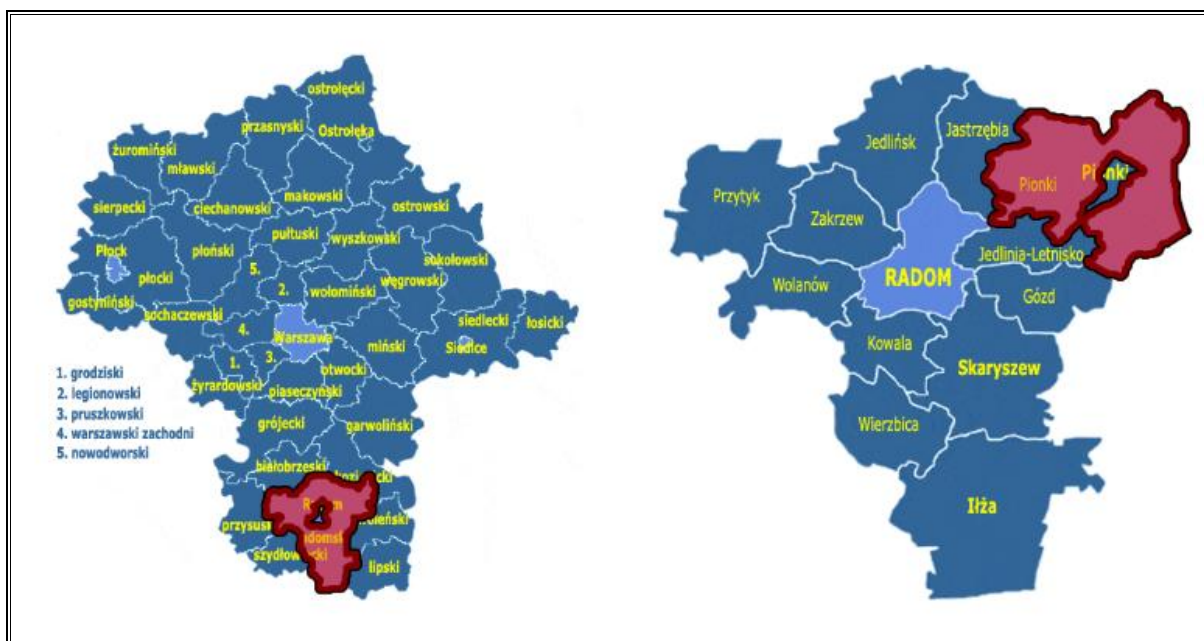 ostrołęcki
przasnyski
Ostrołęka
żuromiński
mławski
makowski
sierpecki
ciechanowski
ostrowski
pułtuski
wyszkowski
Płock
płoński
sokołowski
płocki
5.
węgrowski
2.
wołomiński
gostyniński
sochaczewski
siedlecki
łosicki
4.
Warszawa
miński
Siedlce
1.
3.
otwocki
żyrardowski
piaseczyński
1. grodziski
2. legionowski
3. pruszkowski
4. warszawski zachodni
5. nowodworski
grójecki
garwoliński
białobrzeski
lipski
Jedlińsk
Jastrzębia
Przytyk
Pionki
Pionki
Zakrzew
Jedlinia-Letnisko
RADOM
Wolanów
Gózd
Kowala
Skaryszew
Wierzbica
Iłża